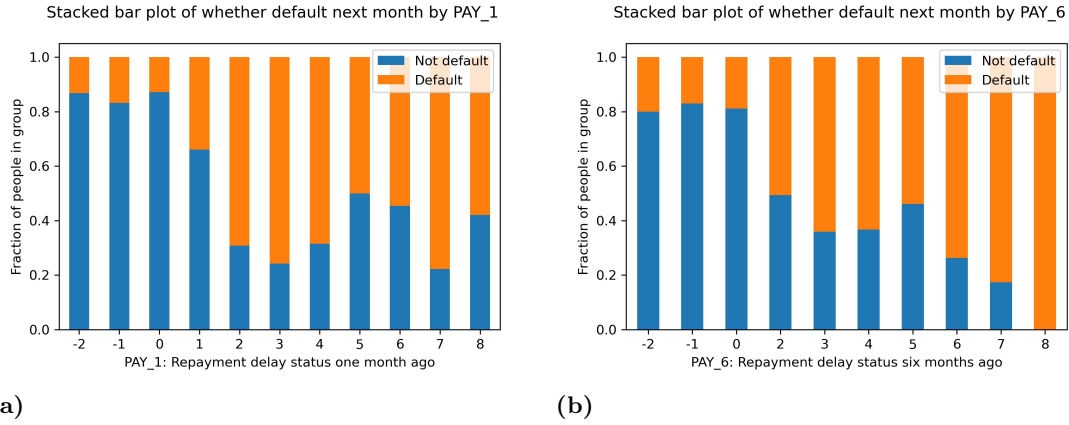 Stacked bar plot of whether default next month by PAY_1
1.0
0.8
0.6
0.4
0.2
0.0
Fraction of people in group
Not default
Default
-2 -1 0 1 2 3 4 5 6 7 8
PAY_1: Repayment delay status one month ago
a)
Stacked bar plot of whether default next month by PAY_6
1.0
0.8
0.6
0.4
0.2
0.0
Fraction of people in group
Not default
Default
-2 -1 0 2 3 4 5 6 7 8
PAY_6: Repayment delay status six months ago
(b)